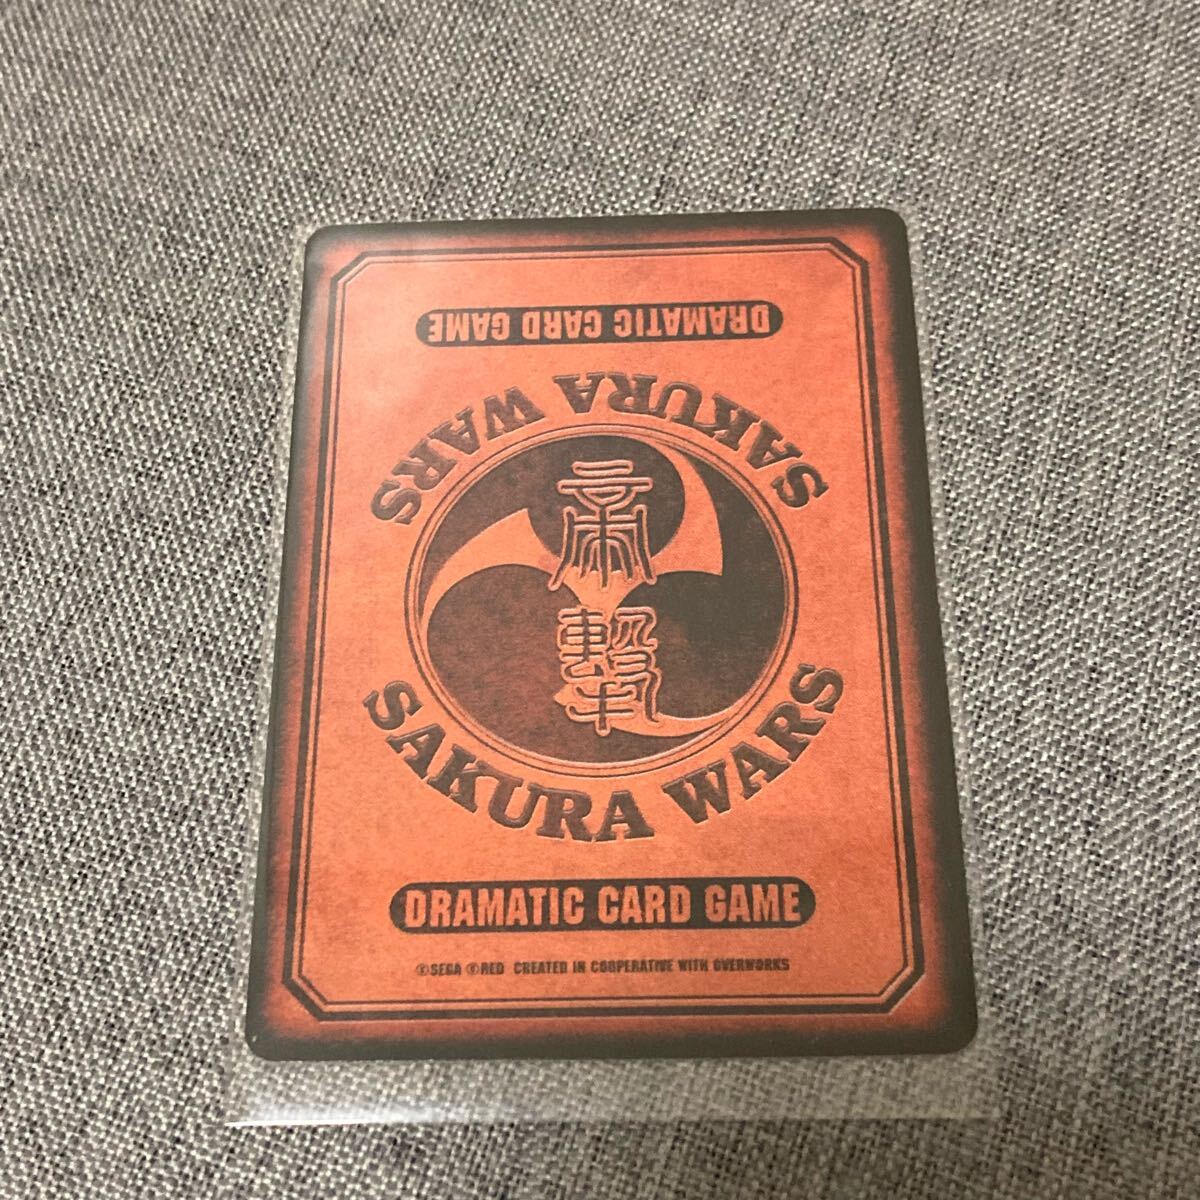 DRAMATIC CARD GAME
SAKURA WARS
帝
撃
SAKURA WARS
DRAMATIC CARD GAME
©SEGA ©RED CREATED IN COOPERATIVE WITH OVERWORKS